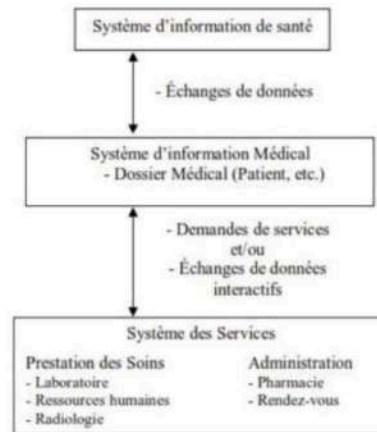 Système d'information de santé
- Échanges de données
Système d'information Médical
- Dossier Médical (Patient, etc.)
- Demandes de services
et/ou
- Échanges de données
interactifs
Système des Services
Prestation des Soins
- Laboratoire
- Ressources humaines
- Radiologie
Administration
- Pharmacie
- Rendez-vous